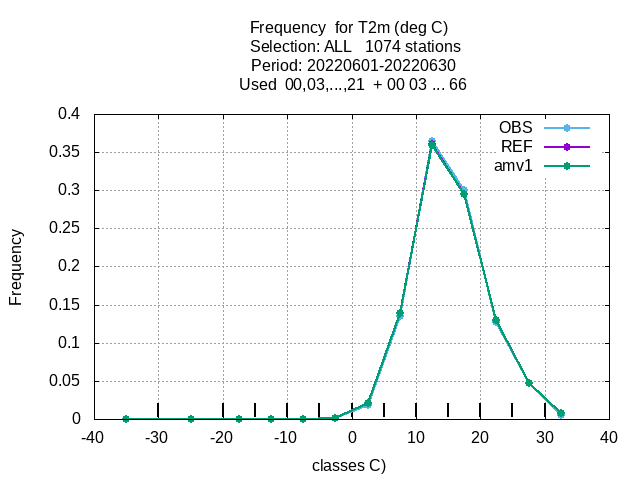 Frequency  for T2m (deg C)
Selection: ALL   1074 stations
Period: 20220601-20220630
Used  00,03,...,21  + 00 03 ... 66
OBS
REF
amv1
0.4
0.35
0.3
0.25
0.2
0.15
0.1
0.05
0
Frequency
-40 -30 -20 -10 0 10 20 30 40
classes C)